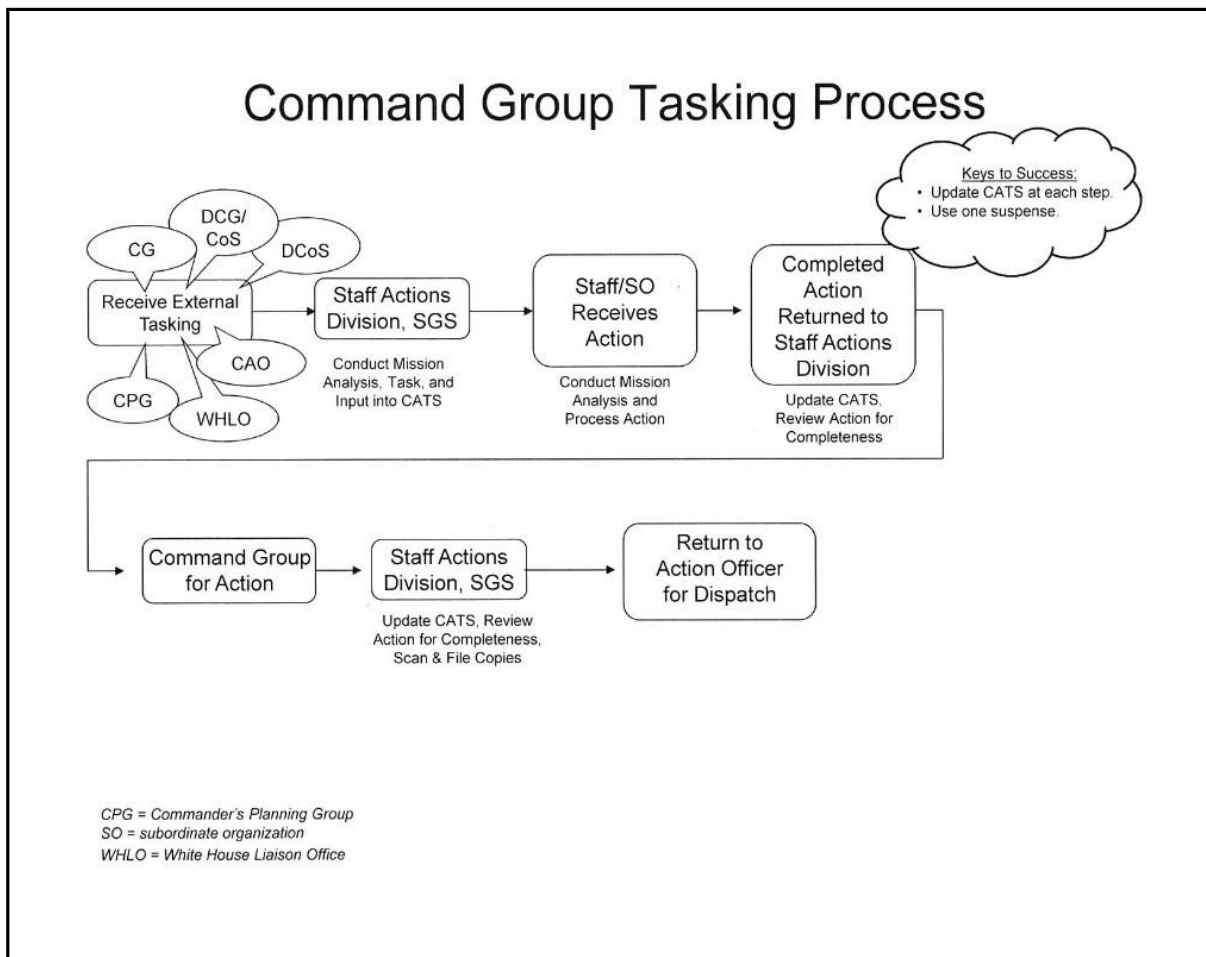 Command Group Tasking Process
Keys to Success:
• Update CATS at each step.
• Use one suspense.
CG
DCG/
CoS
DCoS
Receive External
Tasking
CPG
WHLO
CAO
Staff Actions
Division, SGS
Conduct Mission
Analysis, Task, and
Input into CATS
Staff/SO
Receives
Action
Conduct Mission
Analysis and
Process Action
Completed
Action
Returned to
Staff Actions
Division
Update CATS,
Review Action for
Completeness
Command Group
for Action
Staff Actions
Division, SGS
Update CATS, Review
Action for Completeness,
Scan & File Copies
Return to
Action Officer
for Dispatch
CPG = Commander's Planning Group
SO = subordinate organization
WHLO = White House Liaison Office